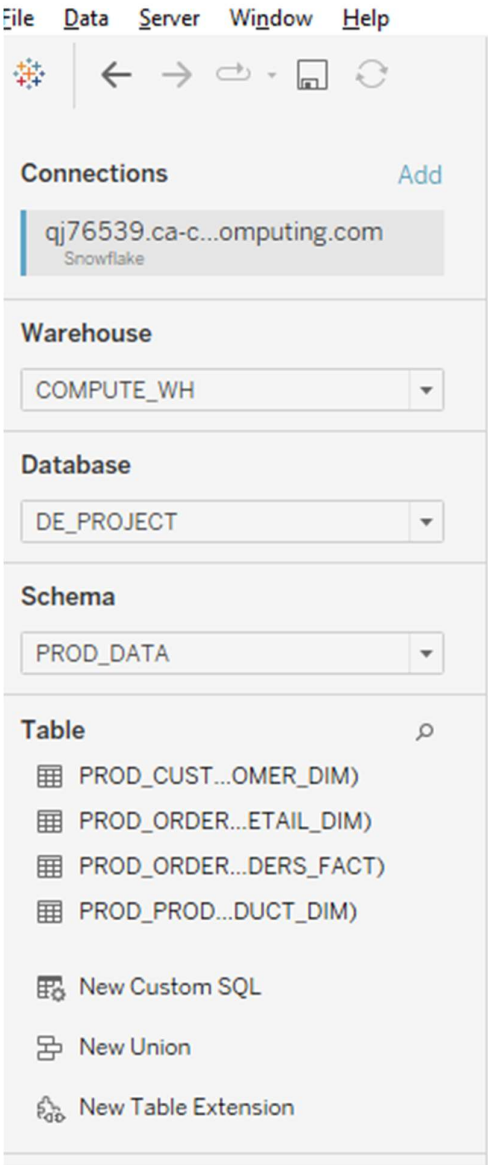 File Data Server Window Help
Connections Add
qj76539.ca-c...omputing.com
Snowflake
Warehouse
COMPUTE_WH
Database
DE_PROJECT
Schema
PROD_DATA
Table
PROD_CUST...OMER_DIM)
PROD_ORDER...ETAIL_DIM)
PROD_ORDER...DERS_FACT)
PROD_PROD...DUCT_DIM)
New Custom SQL
New Union
New Table Extension